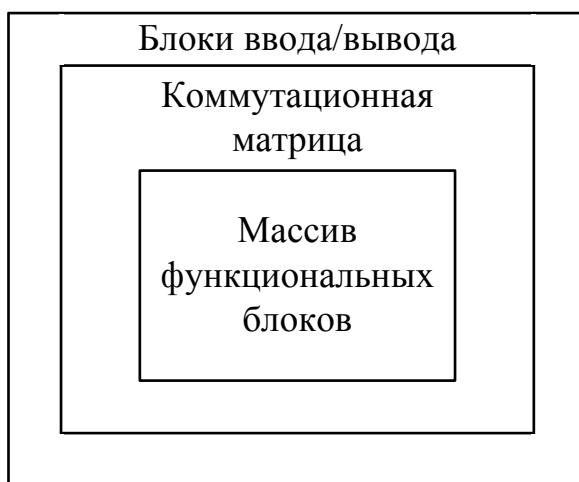 Блоки ввода/вывода
Коммутационная
матрица
Массив
функциональных
блоков